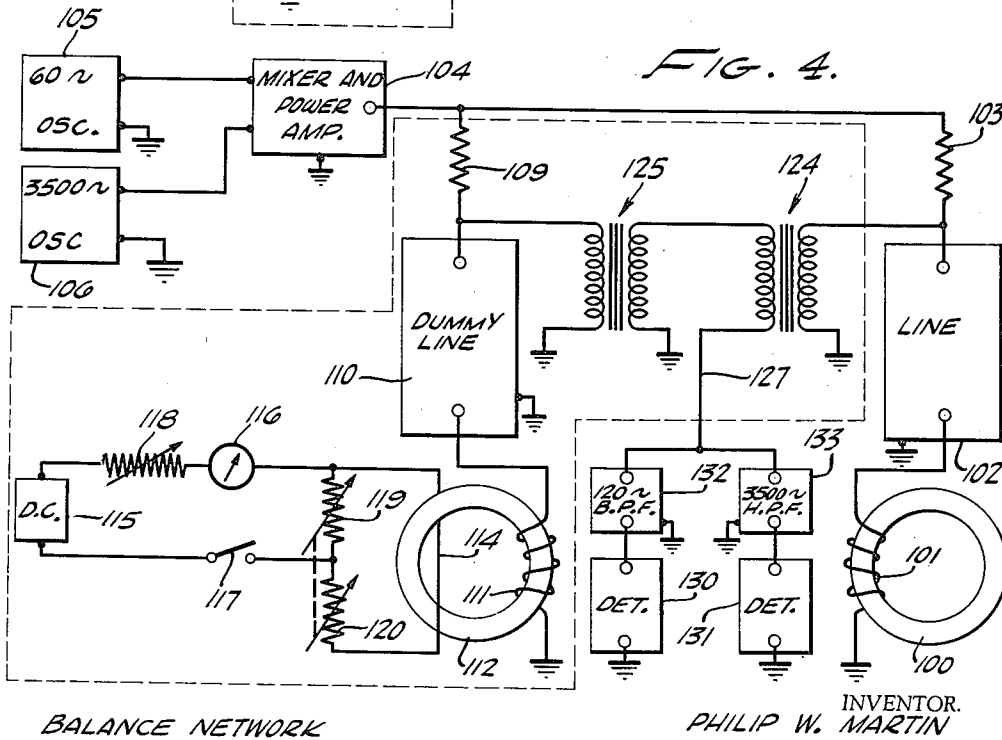 105
60 ~
OSC.
MIXER AND
POWER
AMP.
104
FIG. 4.
103
3500 ~
OSC
106
109
125
124
DUMMY
LINE
110
LINE
102
127
118
116
D.C.
115
117
119
120
114
111
112
120 ~
B.P.F.
132
3500 ~
H.P.F.
133
DET.
130
DET.
131
101
100
BALANCE NETWORK
INVENTOR.
PHILIP W. MARTIN